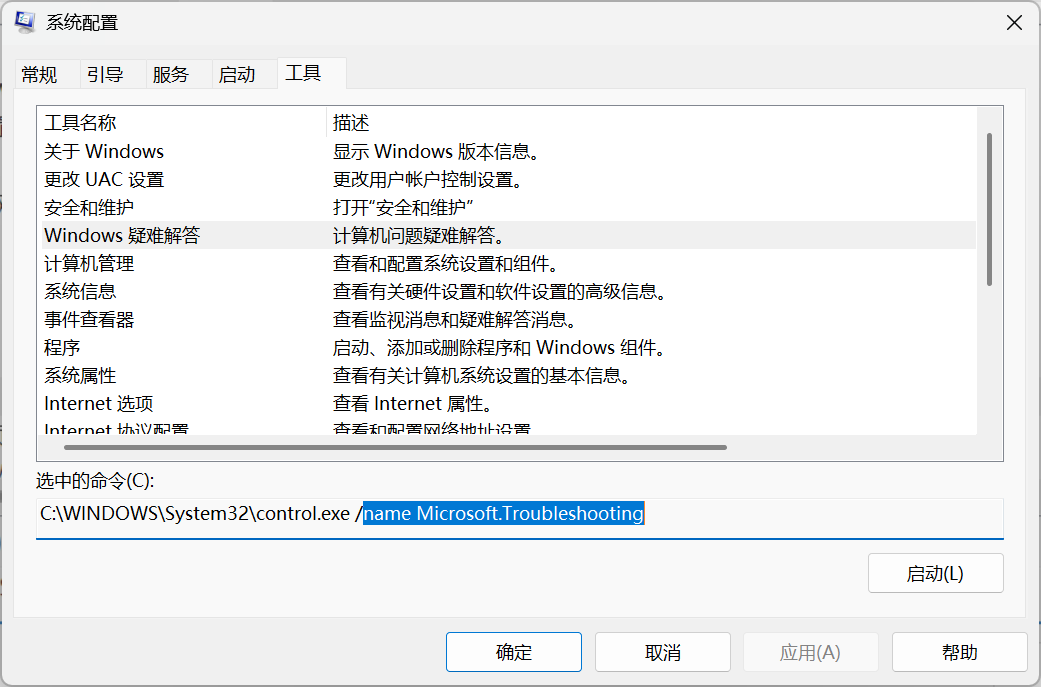 系统配置
常规 引导 服务 启动 工具
工具名称 描述
关于 Windows 显示 Windows 版本信息。
更改 UAC 设置 更改用户帐户控制设置。
安全和维护 打开“安全和维护”
Windows 疑难解答 计算机问题疑难解答。
计算机管理 查看和配置系统设置和组件。
系统信息 查看有关硬件设置和软件设置的高级信息。
事件查看器 查看监视消息和疑难解答消息。
程序 启动、添加或删除程序和 Windows 组件。
系统属性 查看有关计算机系统设置的基本信息。
Internet 选项 查看 Internet 属性。
Internet 协议配置 查看和配置网络地址设置
选中的命令(C):
C:\WINDOWS\System32\control.exe /name Microsoft.Troubleshooting
启动(L)
确定 取消 应用(A) 帮助